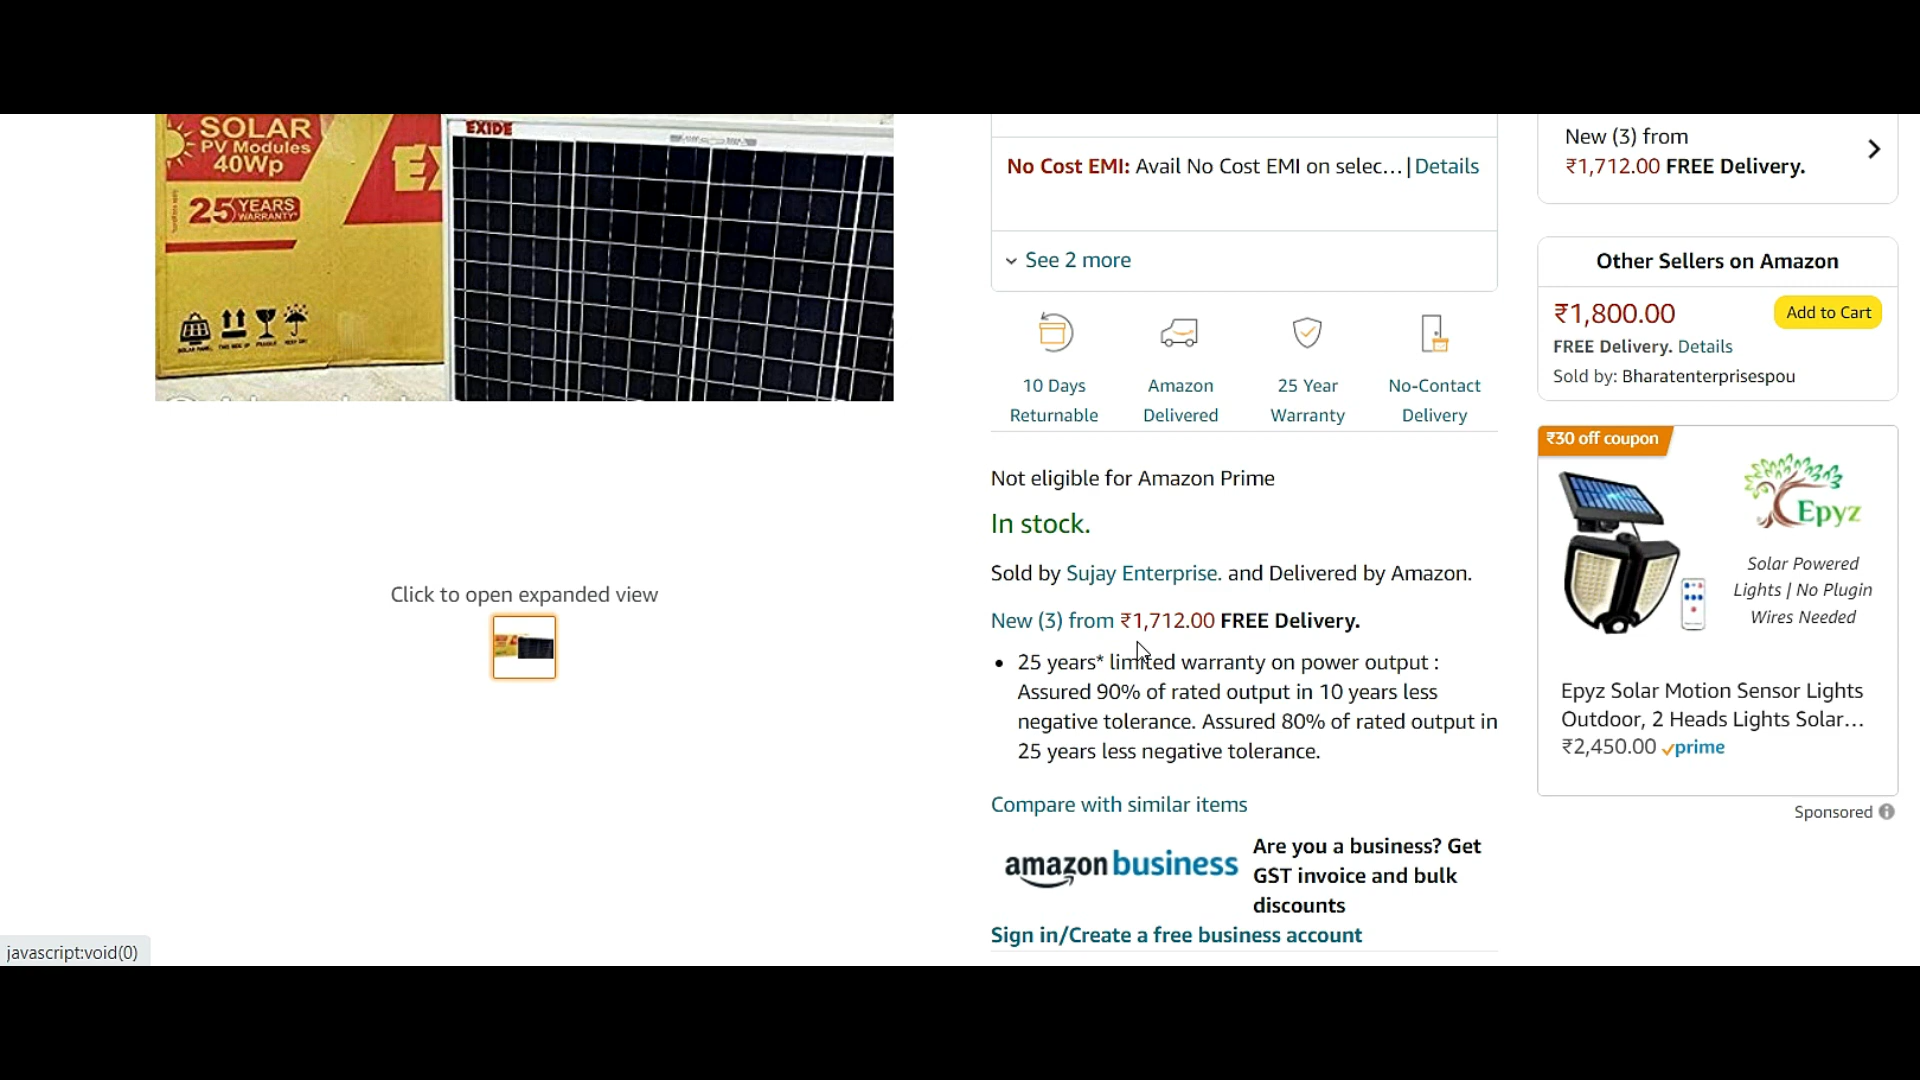 SOLAR
PV Modules
40Wp
25 YEARS
WARRANTY*
EXIDE
No Cost EMI: Avail No Cost EMI on selec... | Details
See 2 more
10 Days
Returnable
Amazon
Delivered
25 Year
Warranty
No-Contact
Delivery
Not eligible for Amazon Prime
In stock.
Sold by Sujay Enterprise. and Delivered by Amazon.
New (3) from ₹1,712.00 FREE Delivery.
• 25 years* limited warranty on power output :
Assured 90% of rated output in 10 years less
negative tolerance. Assured 80% of rated output in
25 years less negative tolerance.
Compare with similar items
amazon business
Are you a business? Get
GST invoice and bulk
discounts
Sign in/Create a free business account
Click to open expanded view
New (3) from
₹1,712.00 FREE Delivery.
Other Sellers on Amazon
₹1,800.00
Add to Cart
FREE Delivery. Details
Sold by: Bharatenterprisespou
₹30 off coupon
Epyz
Solar Powered
Lights | No Plugin
Wires Needed
Epyz Solar Motion Sensor Lights
Outdoor, 2 Heads Lights Solar...
₹2,450.00 prime
Sponsored
javascript:void(0)